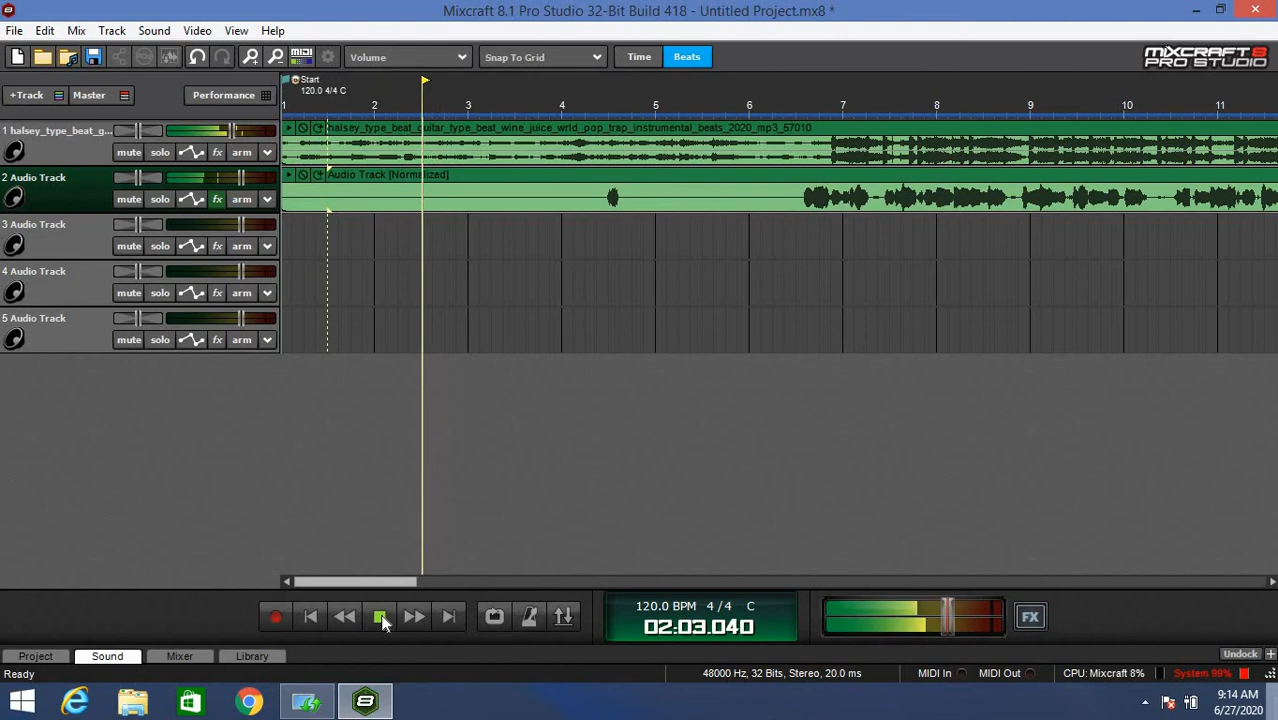 Mixcraft 8.1 Pro Studio 32-Bit Build 418 - Untitled Project.mx8 *
File Edit Mix Track Sound Video View Help
Volume Snap To Grid Time Beats MIXCRAFT 8 PRO STUDIO
+Track Master Performance
Start
120.0 4/4 C
1 2 3 4 5 6 7 8 9 10 11
1 halsey_type_beat_g... halsey_type_beat_guitar_type_beat_wine_juice_wrld_pop_trap_instrumental_beats_2020_mp3_57010
mute solo fx arm
2 Audio Track Audio Track [Normalized]
mute solo fx arm
3 Audio Track
mute solo fx arm
4 Audio Track
mute solo fx arm
5 Audio Track
mute solo fx arm
120.0 BPM 4/4 C
02:03.040
FX
Project Sound Mixer Library Undock
Ready 48000 Hz, 32 Bits, Stereo, 20.0 ms MIDI In MIDI Out CPU: Mixcraft 8% System 99%
9:14 AM
6/27/2020